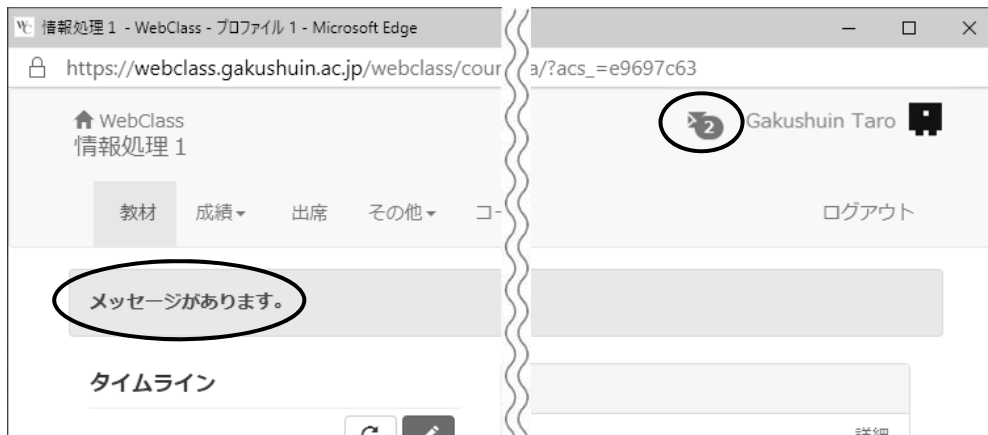 情報処理 1 - WebClass - プロファイル 1 - Microsoft Edge
https://webclass.gakushuin.ac.jp/webclass/cour a/?acs_=e9697c63
WebClass
情報処理 1
2 Gakushuin Taro
教材 成績 出席 その他 コー ログアウト
メッセージがあります。
タイムライン
詳細